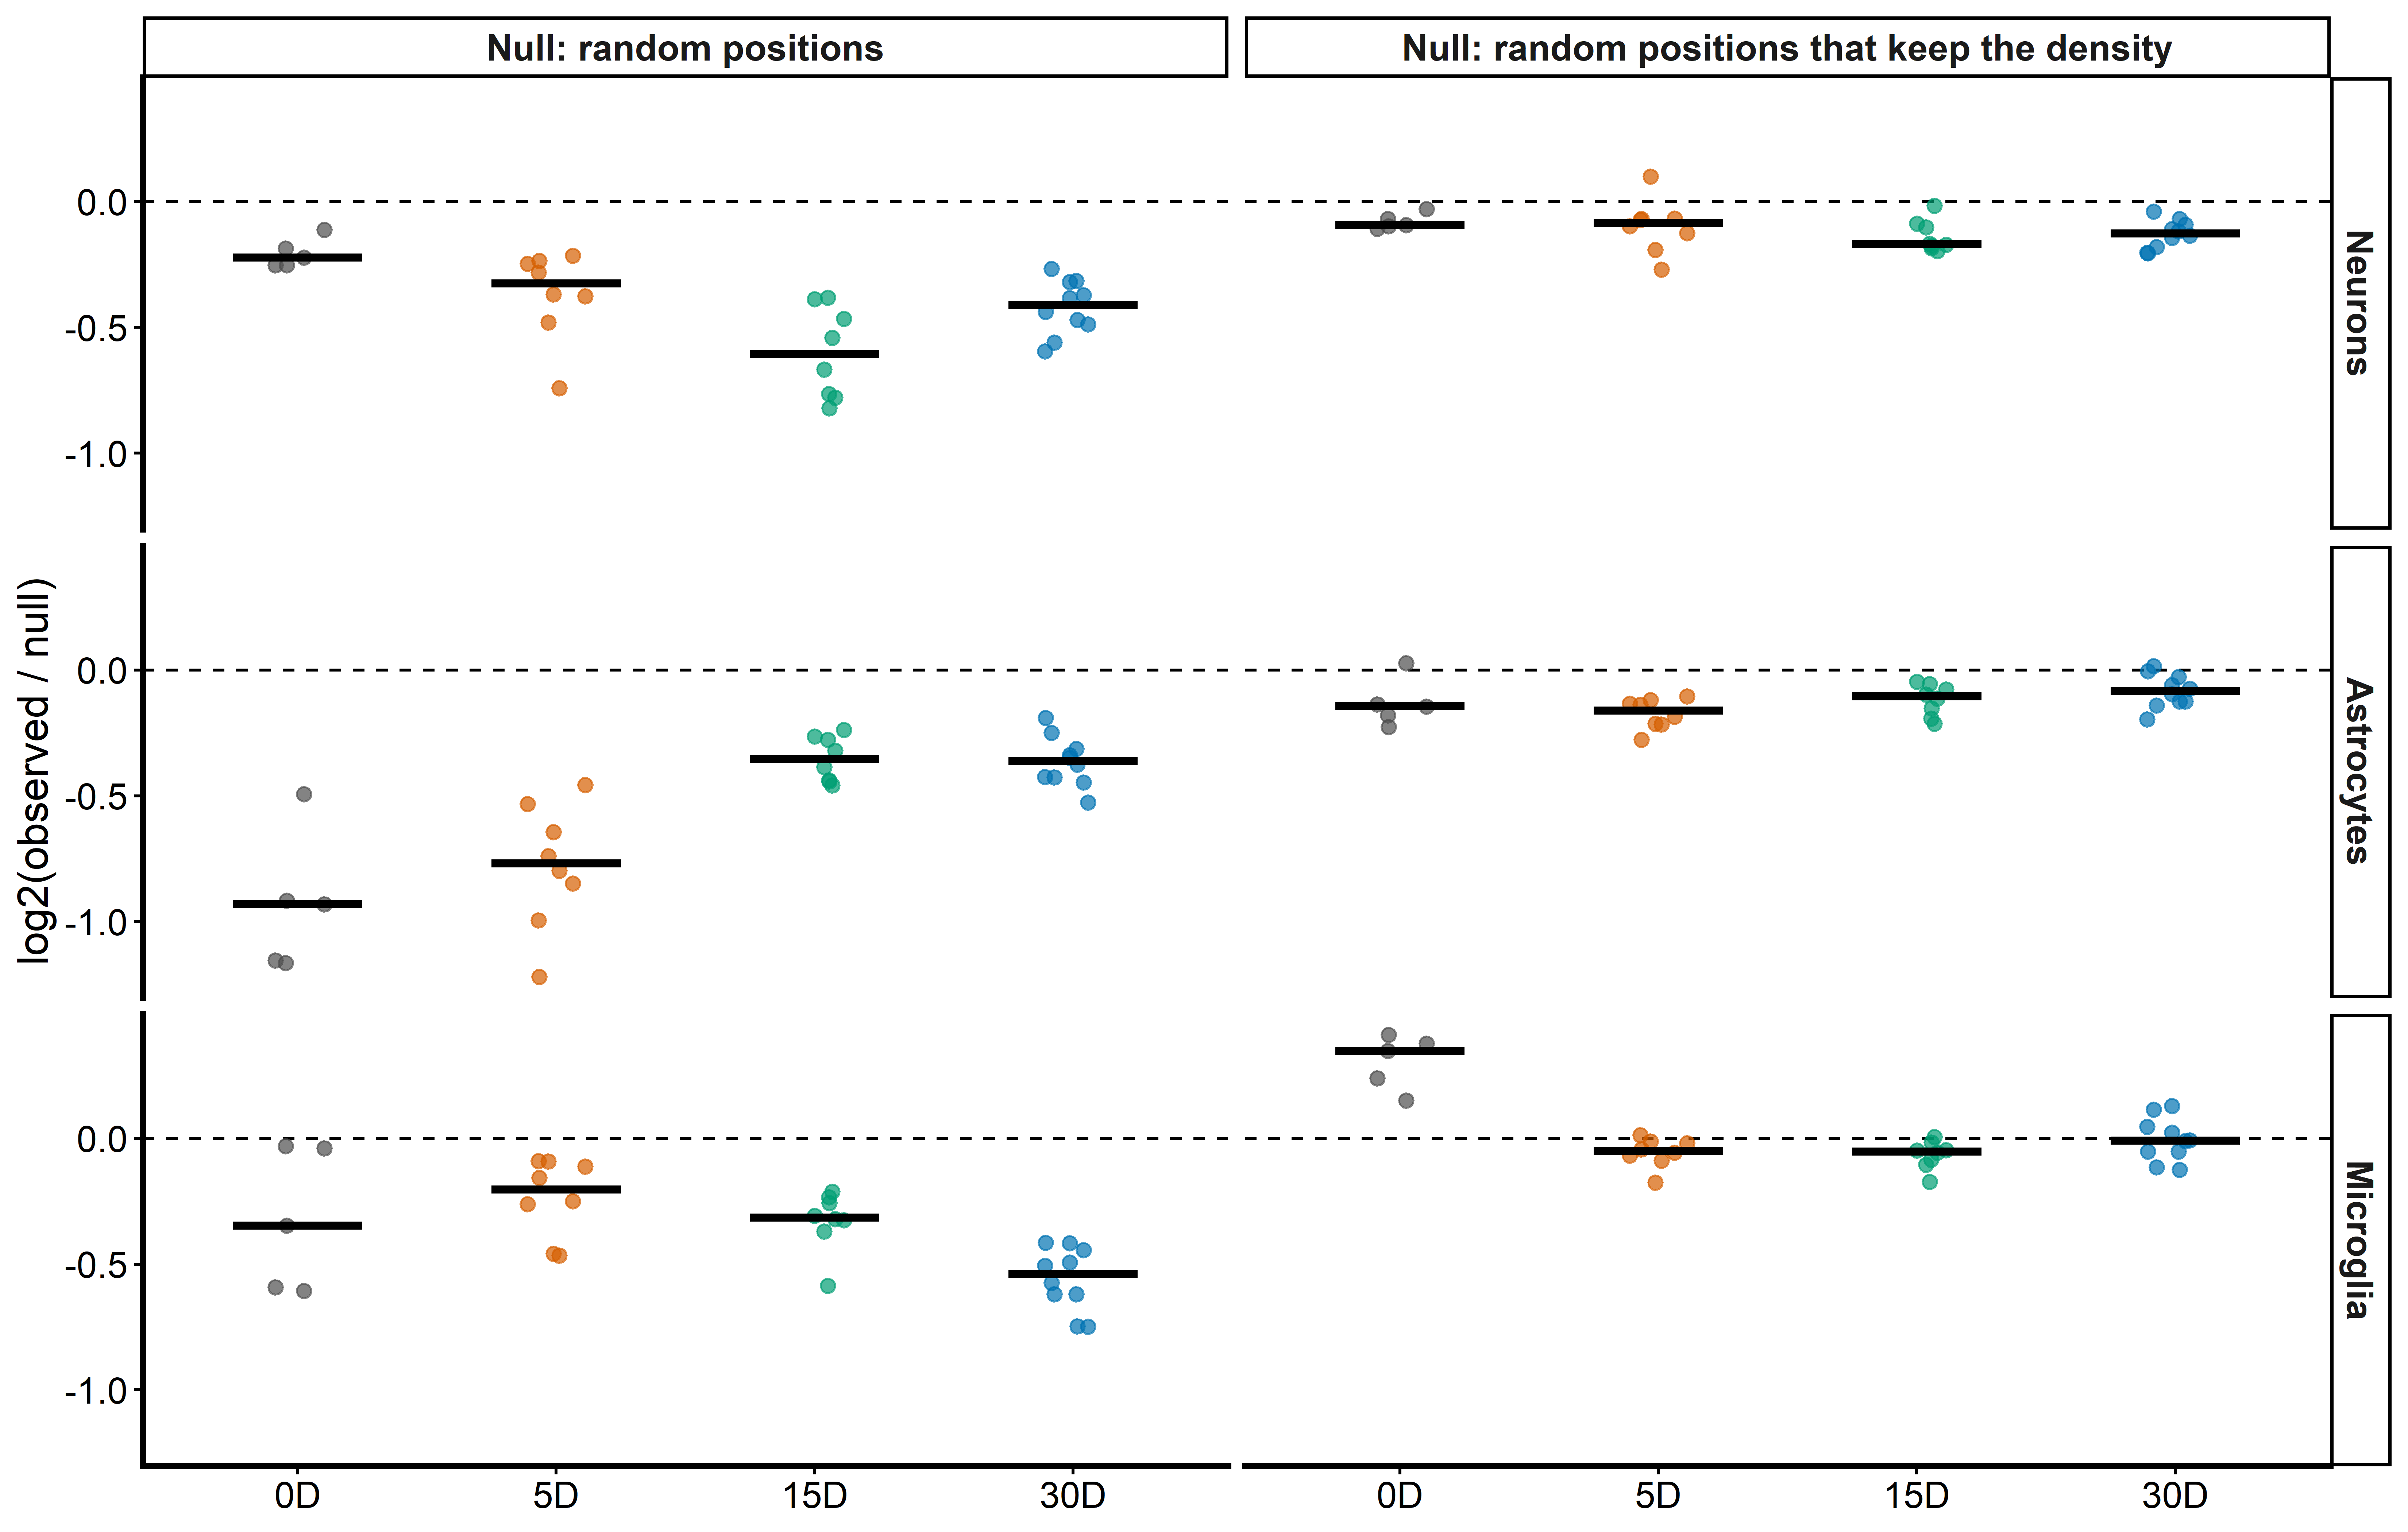 Null: random positions
Null: random positions that keep the density
log2(observed / null)
0.0
-0.5
-1.0
Neurons
0.0
-0.5
-1.0
Astrocytes
0.0
-0.5
-1.0
Microglia
0D 5D 15D 30D
0D 5D 15D 30D